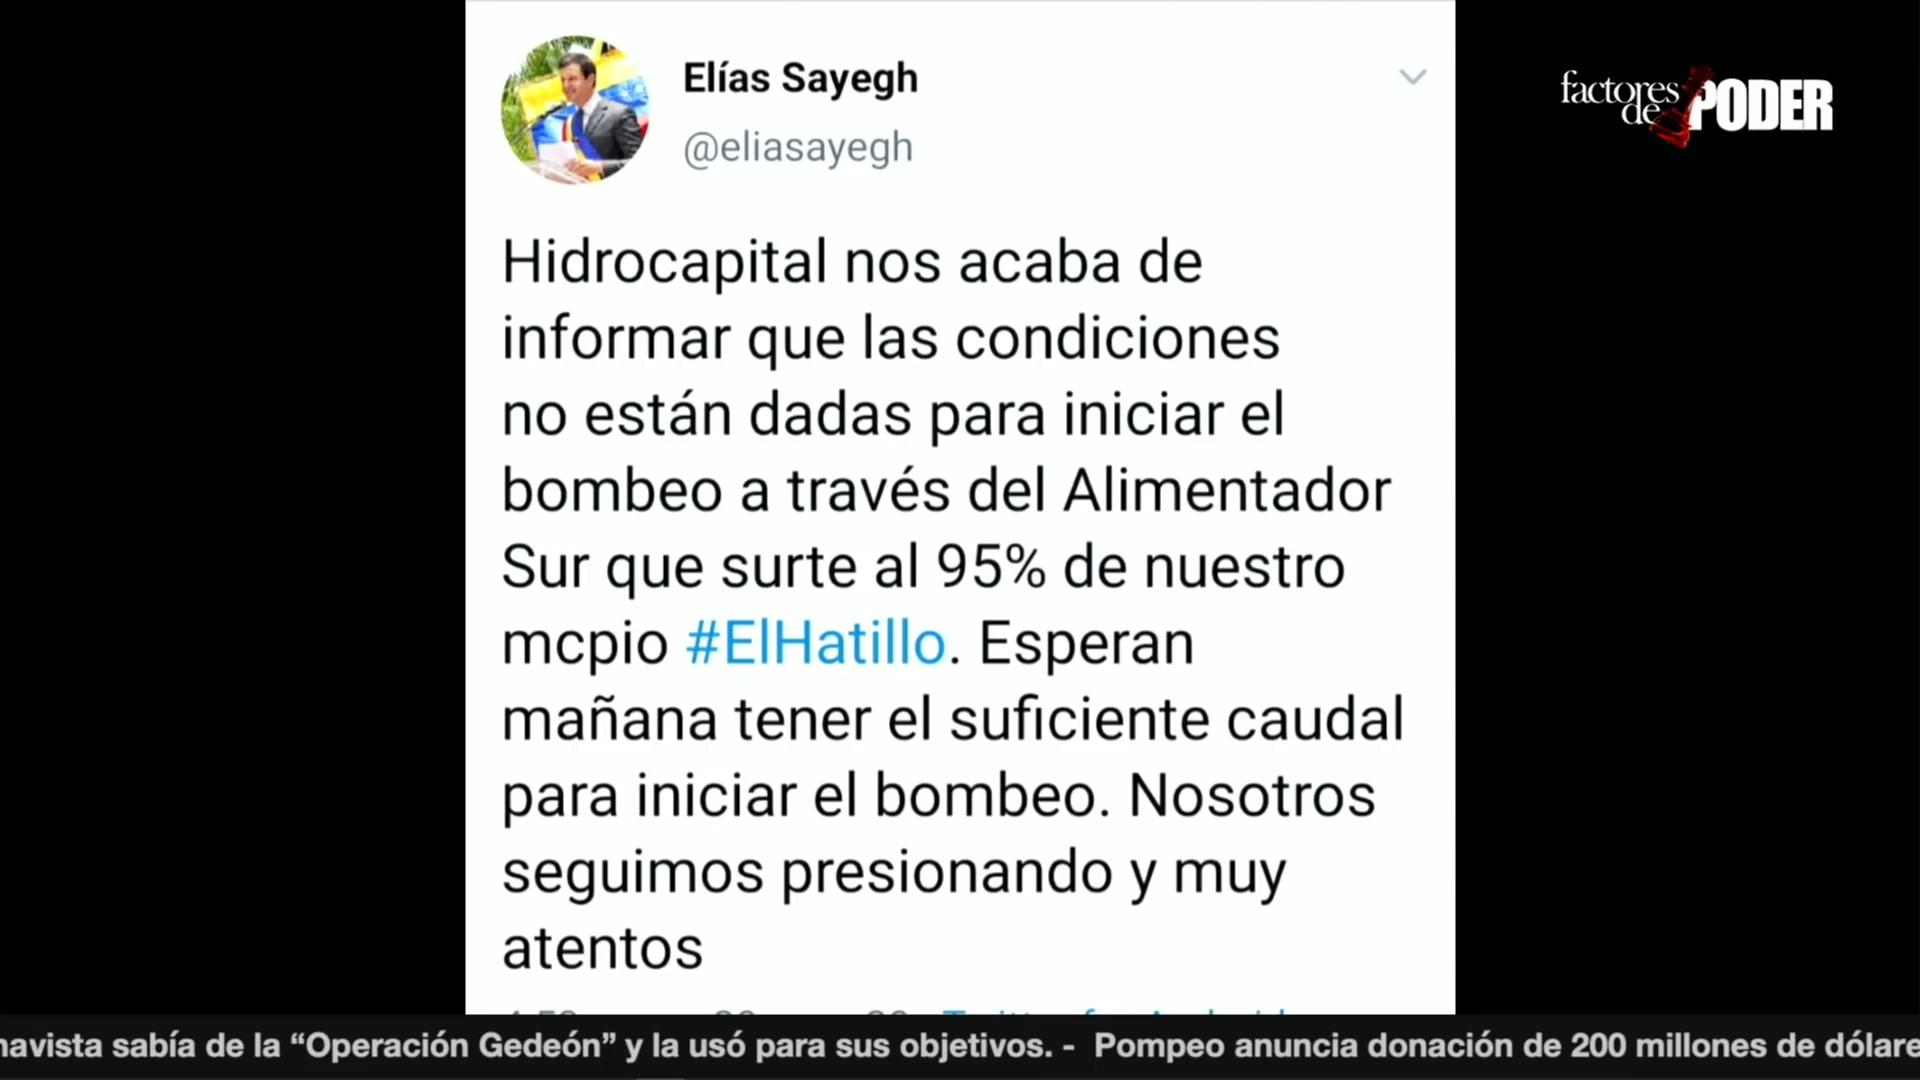 Elías Sayegh
@eliasayegh
factores
de PODER
Hidrocapital nos acaba de
informar que las condiciones
no están dadas para iniciar el
bombeo a través del Alimentador
Sur que surte al 95% de nuestro
mcpio #ElHatillo. Esperan
mañana tener el suficiente caudal
para iniciar el bombeo. Nosotros
seguimos presionando y muy
atentos
sabía de la “Operación Gedeón” y la usó para sus objetivos. - Pompeo anuncia donación de 200 millones de